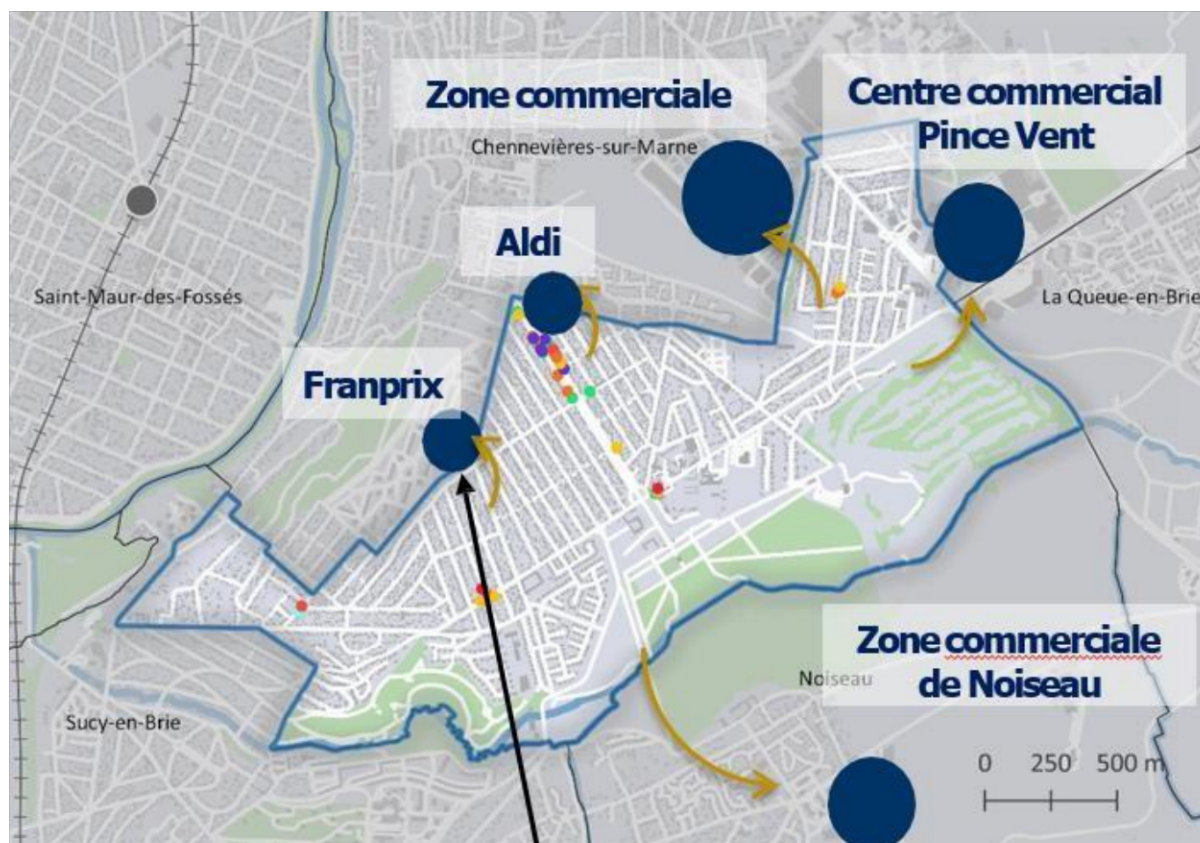 Zone commerciale
Centre commercial
Pince Vent
Chennevières-sur-Marne
Aldi
Saint-Maur-des-Fossés
La Queue-en-Brie
Franprix
Zone commerciale
de Noiseau
Noiseau
Sucy-en-Brie
0 250 500 m